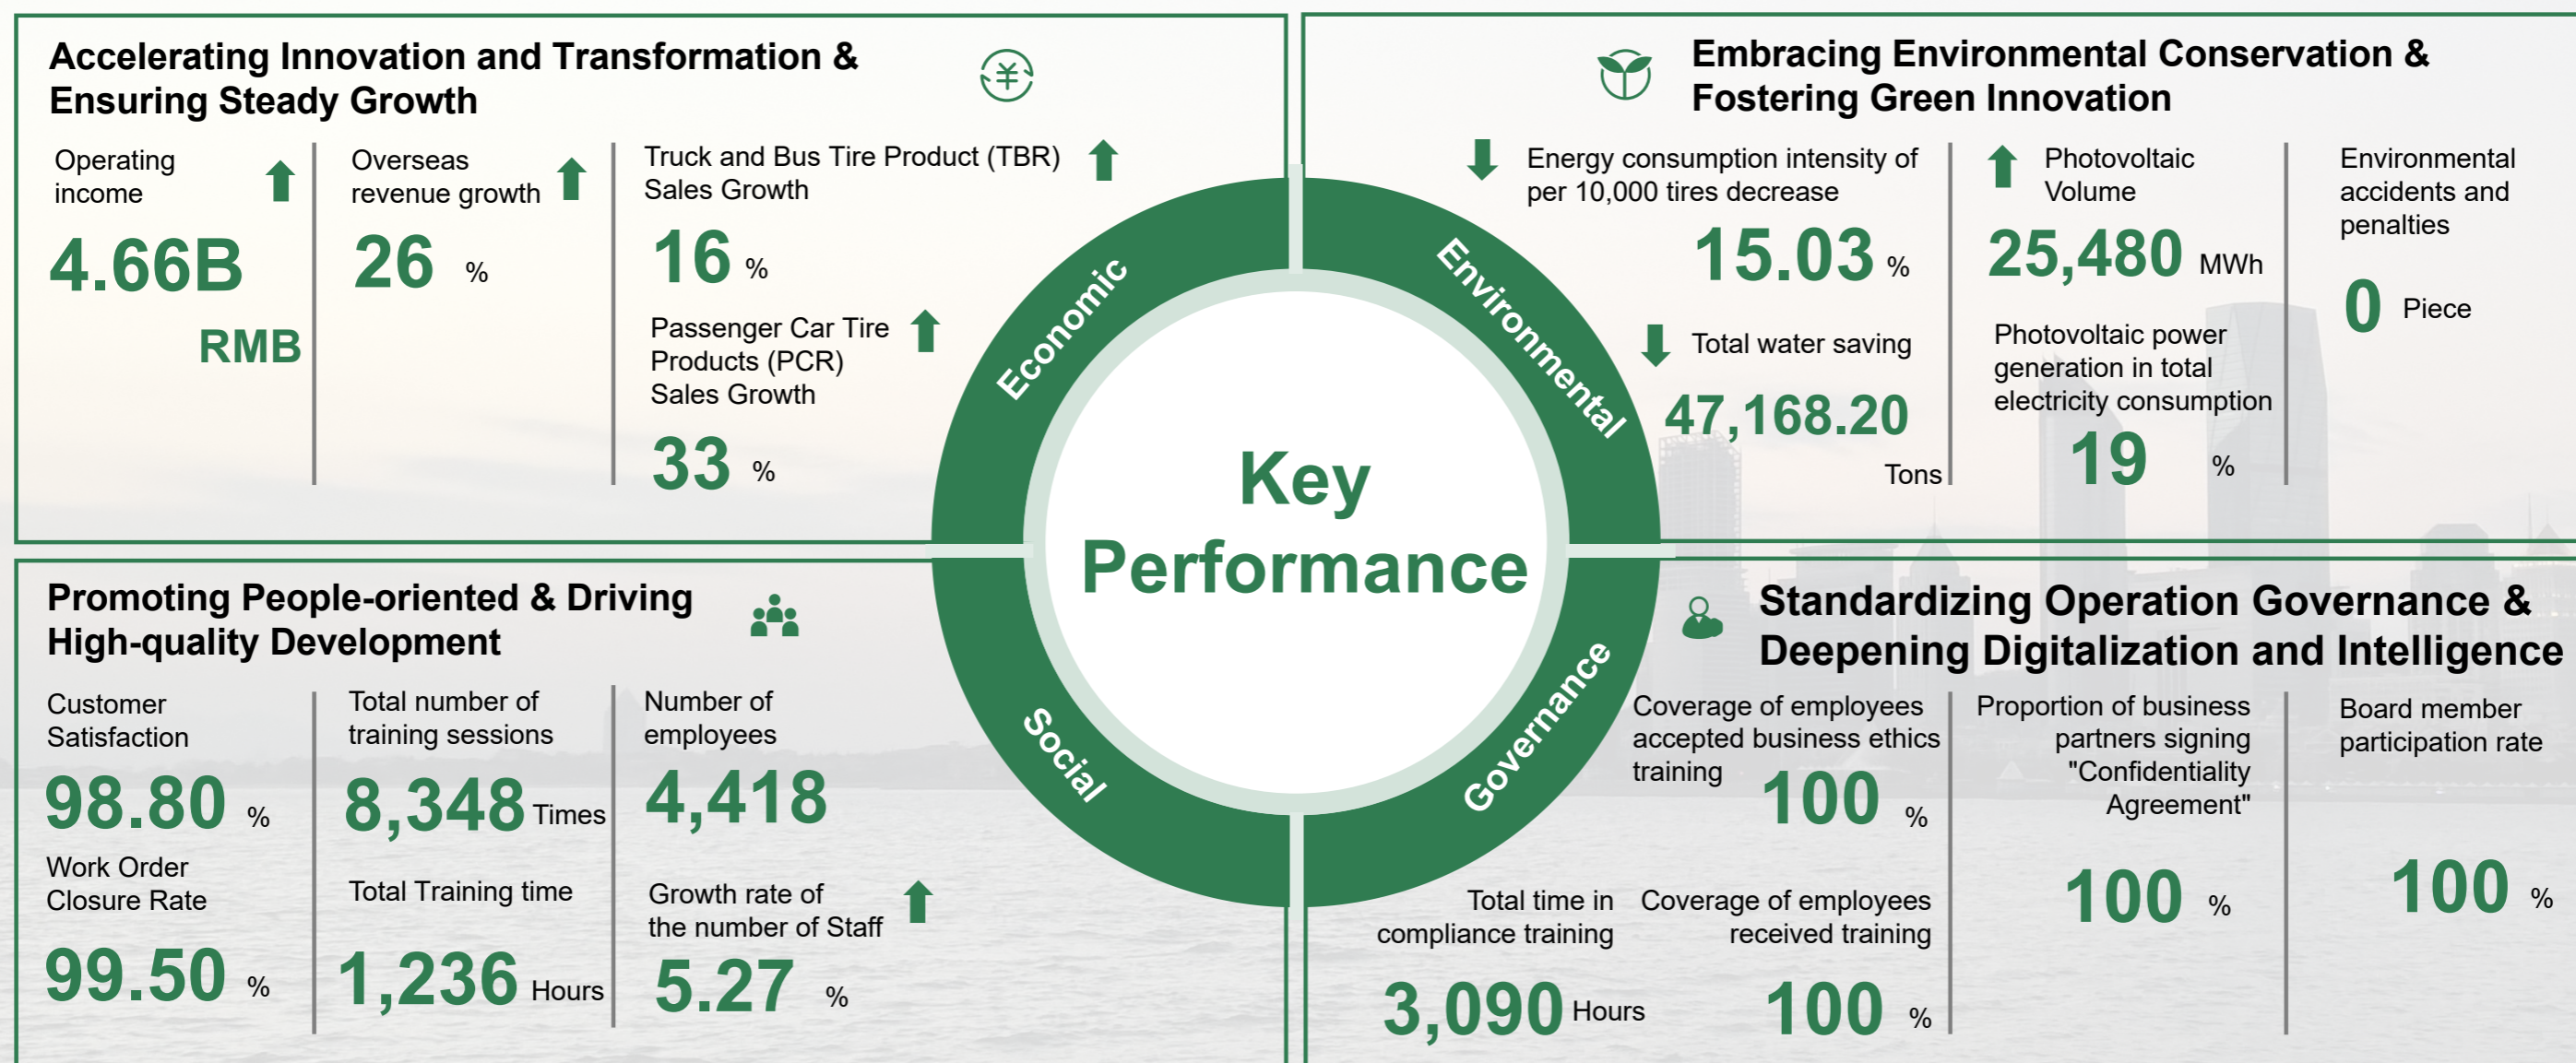 Accelerating Innovation and Transformation &
Ensuring Steady Growth
Operating
income
4.66B
RMB
Overseas
revenue growth
26 %
Truck and Bus Tire Product (TBR)
Sales Growth
16 %
Passenger Car Tire
Products (PCR)
Sales Growth
33 %
Embracing Environmental Conservation &
Fostering Green Innovation
Energy consumption intensity of
per 10,000 tires decrease
15.03 %
Total water saving
47,168.20
Tons
Photovoltaic
Volume
25,480 MWh
Photovoltaic power
generation in total
electricity consumption
19 %
Environmental
accidents and
penalties
0 Piece
Economic
Environmental
Key
Performance
Social
Governance
Promoting People-oriented & Driving
High-quality Development
Customer
Satisfaction
98.80 %
Work Order
Closure Rate
99.50 %
Total number of
training sessions
8,348 Times
Total Training time
1,236 Hours
Number of
employees
4,418
Growth rate of
the number of Staff
5.27 %
Standardizing Operation Governance &
Deepening Digitalization and Intelligence
Coverage of employees
accepted business ethics
training
100 %
Total time in
compliance training
3,090 Hours
Coverage of employees
received training
100 %
Proportion of business
partners signing
"Confidentiality
Agreement"
100 %
Board member
participation rate
100 %